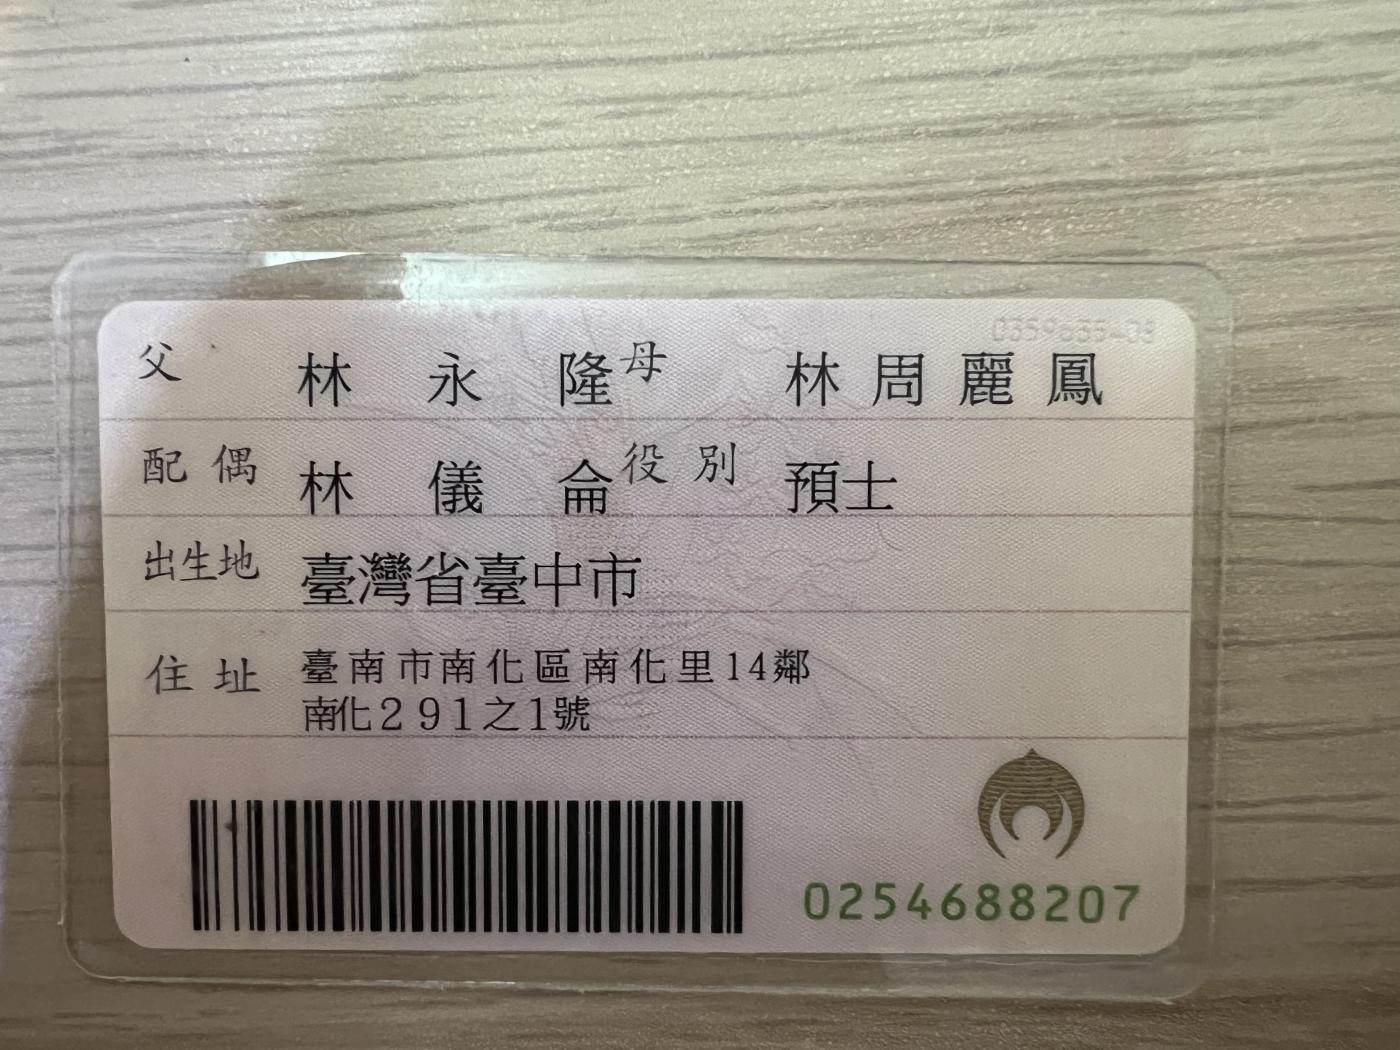 父 林永隆 母 林周麗鳳
配偶 林儀侖 役別 預士
出生地 臺灣省臺中市
住址 臺南市南化區南化里14鄰
南化291之1號
0254688207